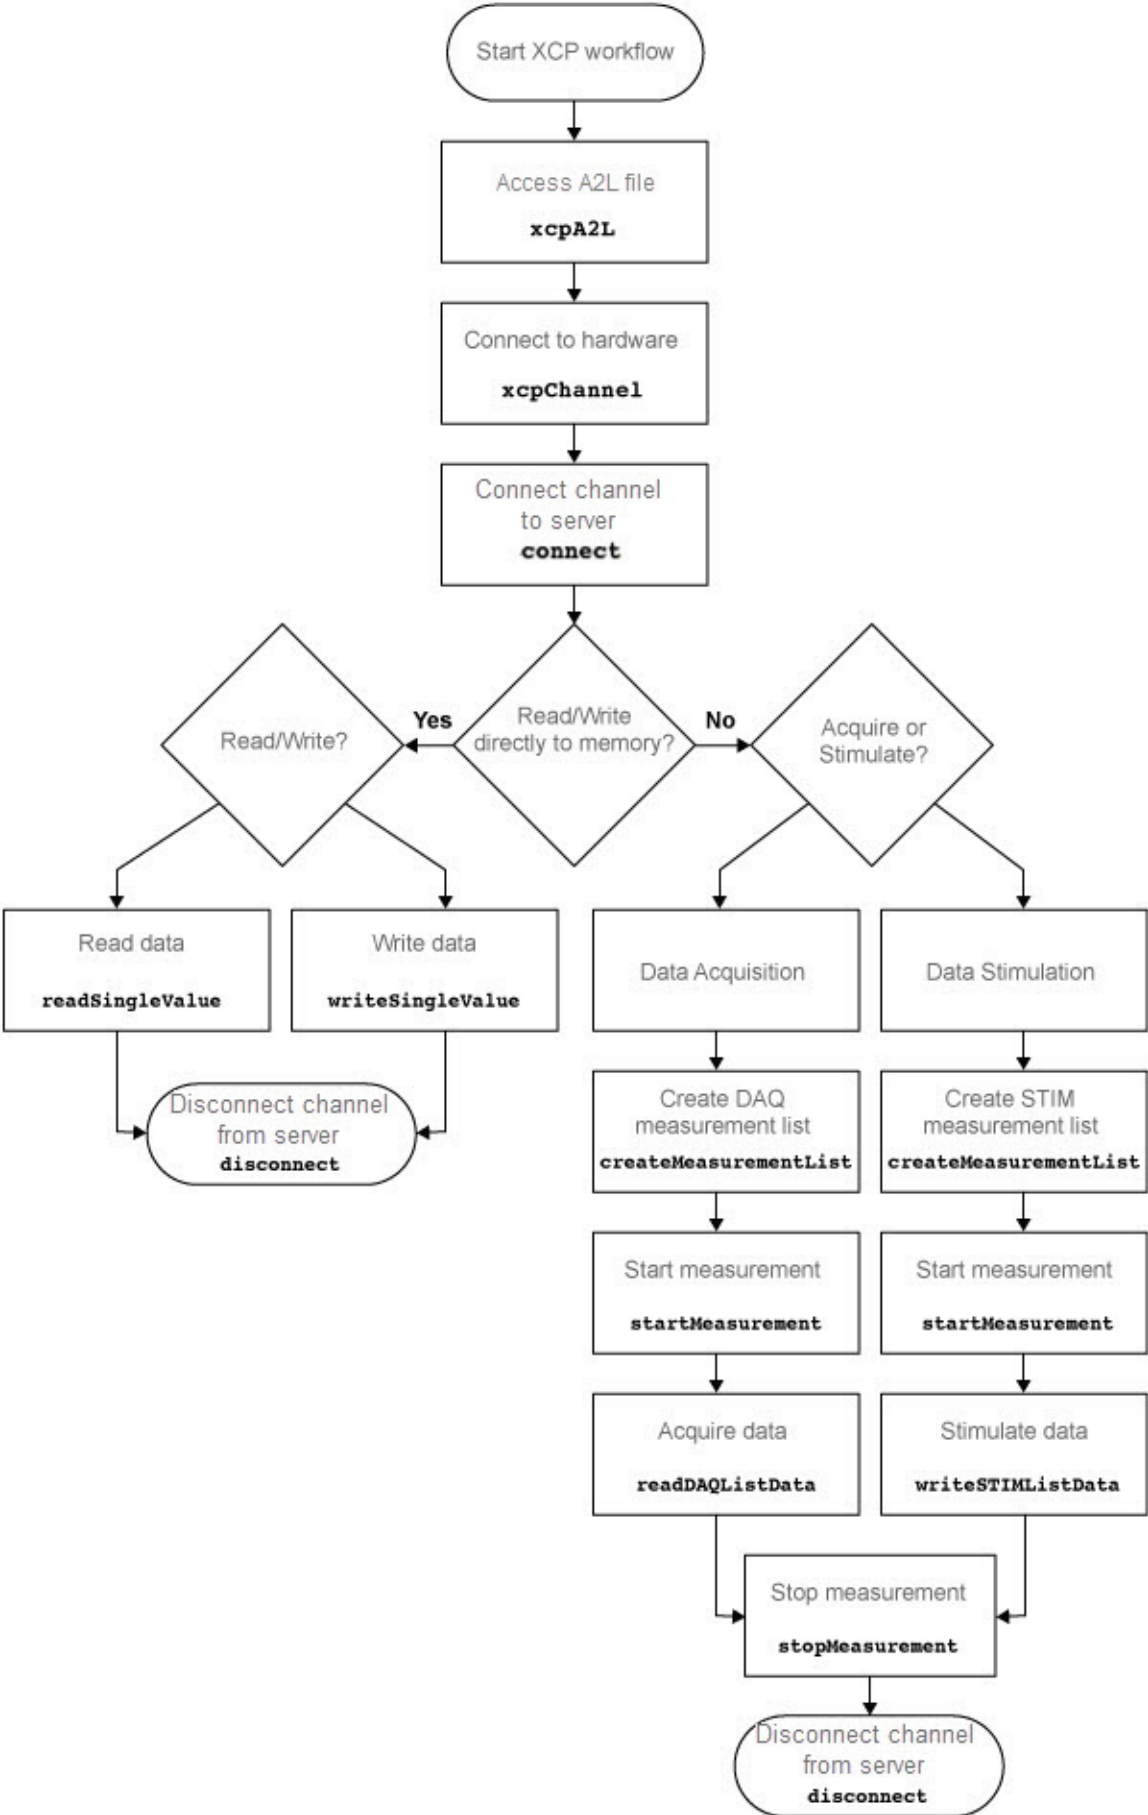 Start XCP workflow
Access A2L file
xcpA2L
Connect to hardware
xcpChannel
Connect channel
to server
connect
Read/Write?
Yes
Read/Write
directly to memory?
No
Acquire or
Stimulate?
Read data
readSingleValue
Write data
writeSingleValue
Data Acquisition
Data Stimulation
Disconnect channel
from server
disconnect
Create DAQ
measurement list
createMeasurementList
Create STIM
measurement list
createMeasurementList
Start measurement
startMeasurement
Start measurement
startMeasurement
Acquire data
readDAQListData
Stimulate data
writeSTIMListData
Stop measurement
stopMeasurement
Disconnect channel
from server
disconnect